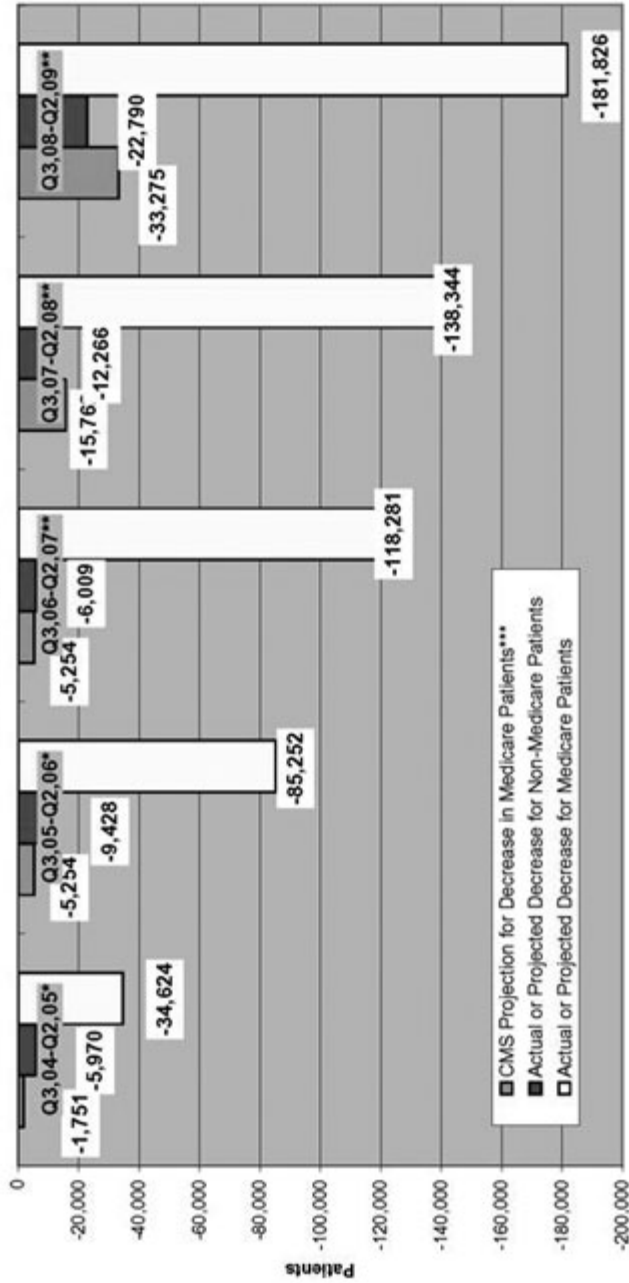 0
-20,000
-40,000
-60,000
-80,000
-100,000
-120,000
-140,000
-160,000
-180,000
-200,000
Patients
Q3,04-Q2,05*
-1,751
-5,970
-34,624
Q3,05-Q2,06*
-5,254
-9,428
-85,252
Q3,06-Q2,07**
-5,254
-6,009
-118,281
Q3,07-Q2,08**
-12,266
-138,344
Q3,08-Q2,09**
-33,275
-22,790
-181,826
CMS Projection for Decrease in Medicare Patients***
Actual or Projected Decrease for Non-Medicare Patients
Actual or Projected Decrease for Medicare Patients